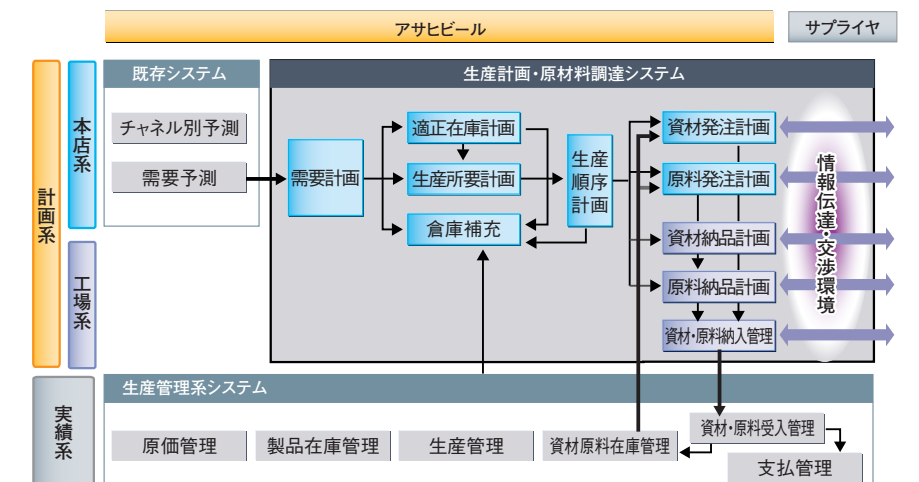 アサヒビール
サプライヤ
計画系
本店系
工場系
実績系
既存システム
チャネル別予測
需要予測
生産計画・原材料調達システム
需要計画
適正在庫計画
生産所要計画
倉庫補充
生産
順序
計画
資材発注計画
原料発注計画
資材納品計画
原料納品計画
資材・原料納入管理
情報伝達・交渉環境
生産管理系システム
原価管理
製品在庫管理
生産管理
資材原料在庫管理
資材・原料受入管理
支払管理